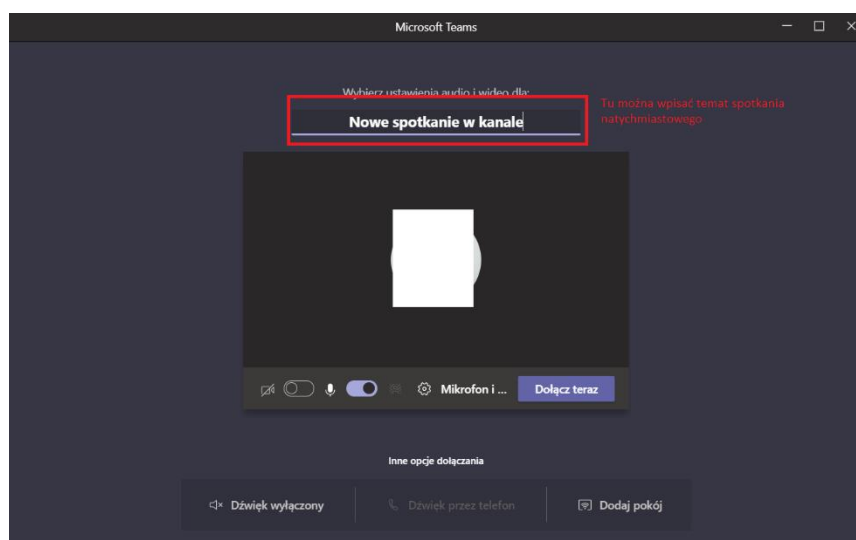 Microsoft Teams
Wybierz ustawienia audio i wideo dla:
Nowe spotkanie w kanale
Tu można wpisać temat spotkania
natychmiastowego
Mikrofon i ...
Dołącz teraz
Inne opcje dołączania
Dźwięk wyłączony
Dźwięk przez telefon
Dodaj pokój